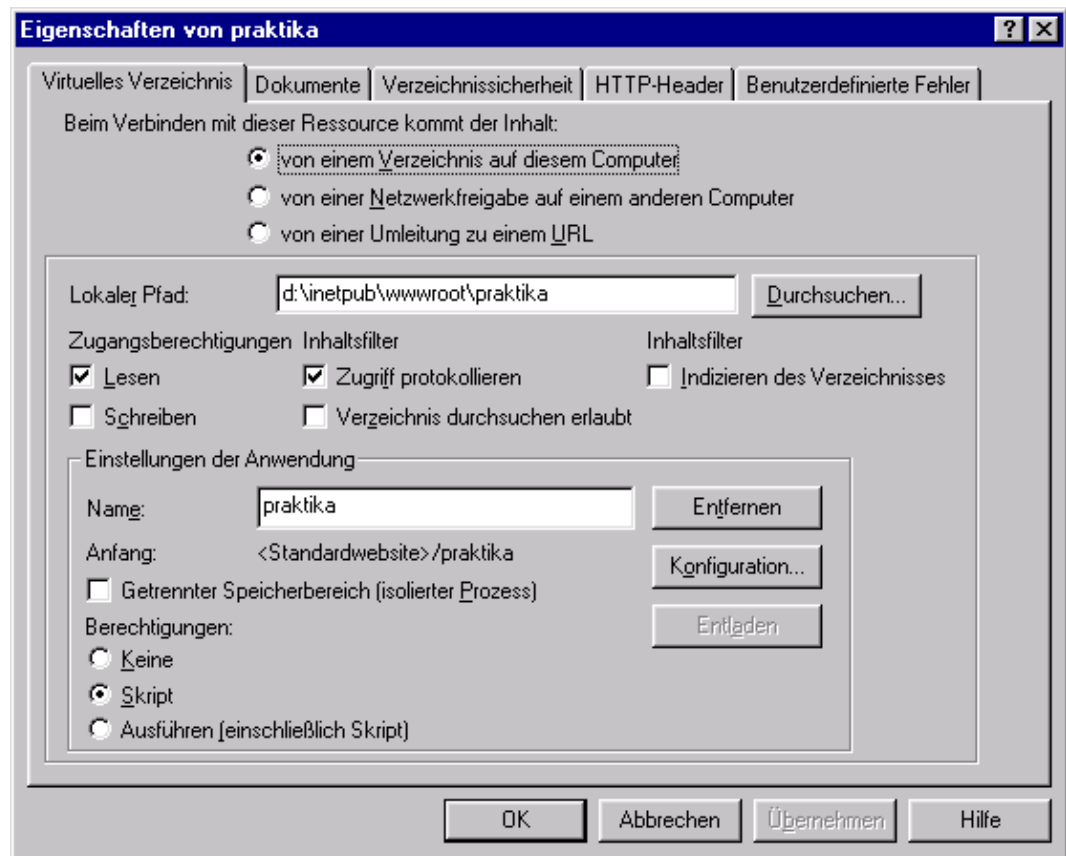 Eigenschaften von praktika
Virtuelles Verzeichnis Dokumente Verzeichnissicherheit HTTP-Header Benutzerdefinierte Fehler
Beim Verbinden mit dieser Ressource kommt der Inhalt:
von einem Verzeichnis auf diesem Computer
von einer Netzwerkfreigabe auf einem anderen Computer
von einer Umleitung zu einem URL
Lokaler Pfad: d:\inetpub\wwwroot\praktika Durchsuchen...
Zugangsberechtigungen Inhaltsfilter Inhaltsfilter
Lesen Zugriff protokollieren Indizieren des Verzeichnisses
Schreiben Verzeichnis durchsuchen erlaubt
Einstellungen der Anwendung
Name: praktika Entfernen
Anfang: <Standardwebsite>/praktika Konfiguration...
Getrennter Speicherbereich (isolierter Prozess)
Berechtigungen: Entladen
Keine
Skript
Ausführen (einschließlich Skript)
OK Abbrechen Übernehmen Hilfe